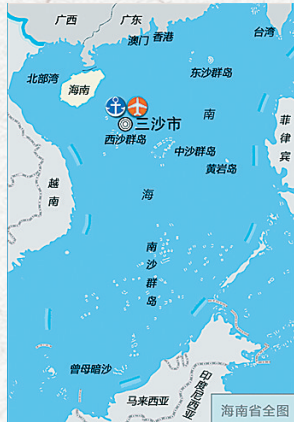 广西
广东
台湾
澳门 香港
北部湾
东沙群岛
海南
南
三沙市
菲律宾
西沙群岛
中沙群岛
黄岩岛
越南
海
南沙群岛
曾母暗沙
马来西亚
印度尼西亚
海南省全图